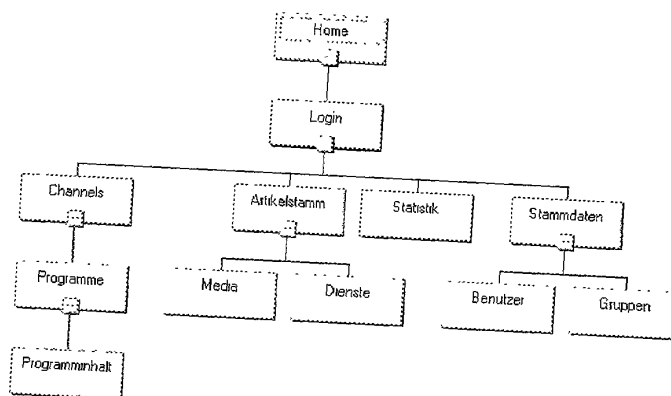 Home
Login
Channels
Artikelstamm
Statistik
Stammdaten
Programme
Media
Dienste
Benutzer
Gruppen
Programminhalt